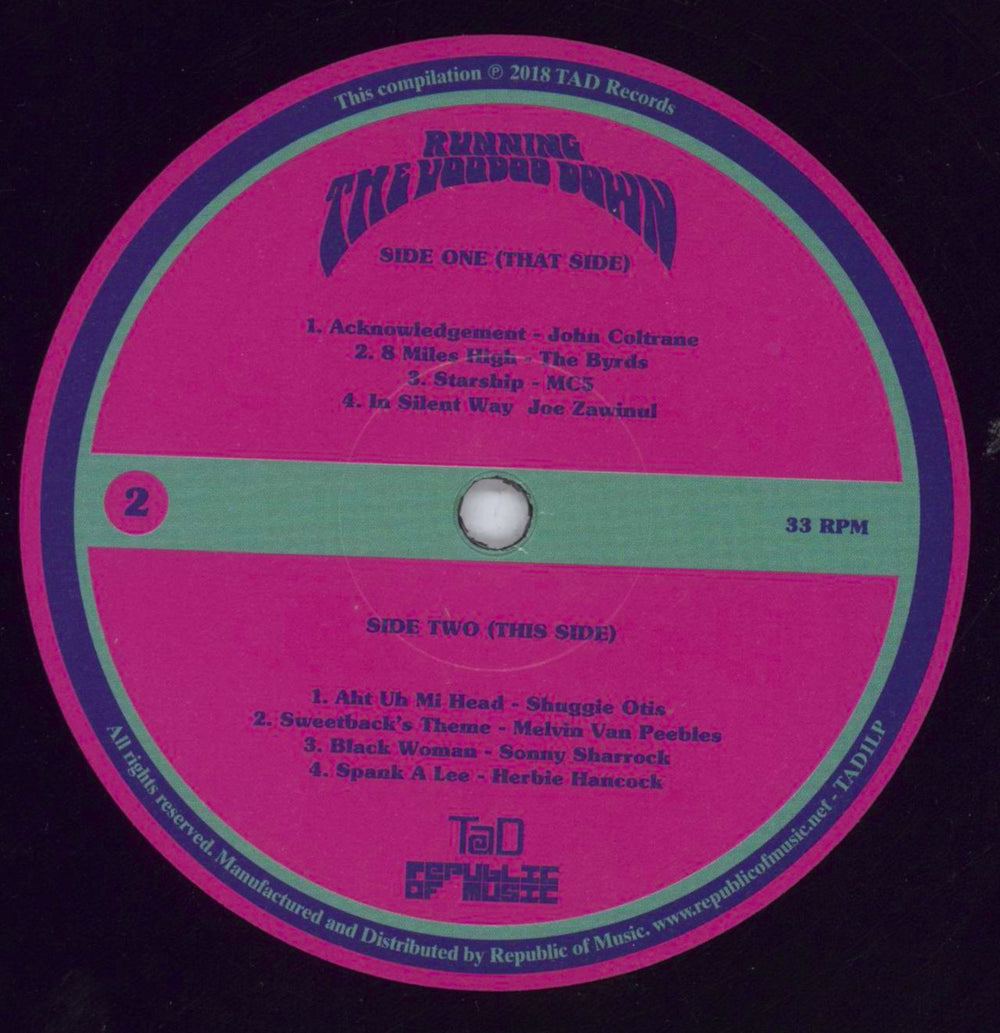 This compilation ℗ 2018 TAD Records
RUNNING
THE VOODOO DOWN
SIDE ONE (THAT SIDE)
1. Acknowledgement - John Coltrane
2. 8 Miles High - The Byrds
3. Starship - MC5
4. In Silent Way Joe Zawinul
2
33 RPM
SIDE TWO (THIS SIDE)
1. Aht Uh Mi Head - Shuggie Otis
2. Sweetback's Theme - Melvin Van Peebles
3. Black Woman - Sonny Sharrock
4. Spank A Lee - Herbie Hancock
T@D
REPUBLIC
OF MUSIC
All rights reserved. Manufactured and Distributed by Republic of Music. www.republicofmusic.net - TAD1LP